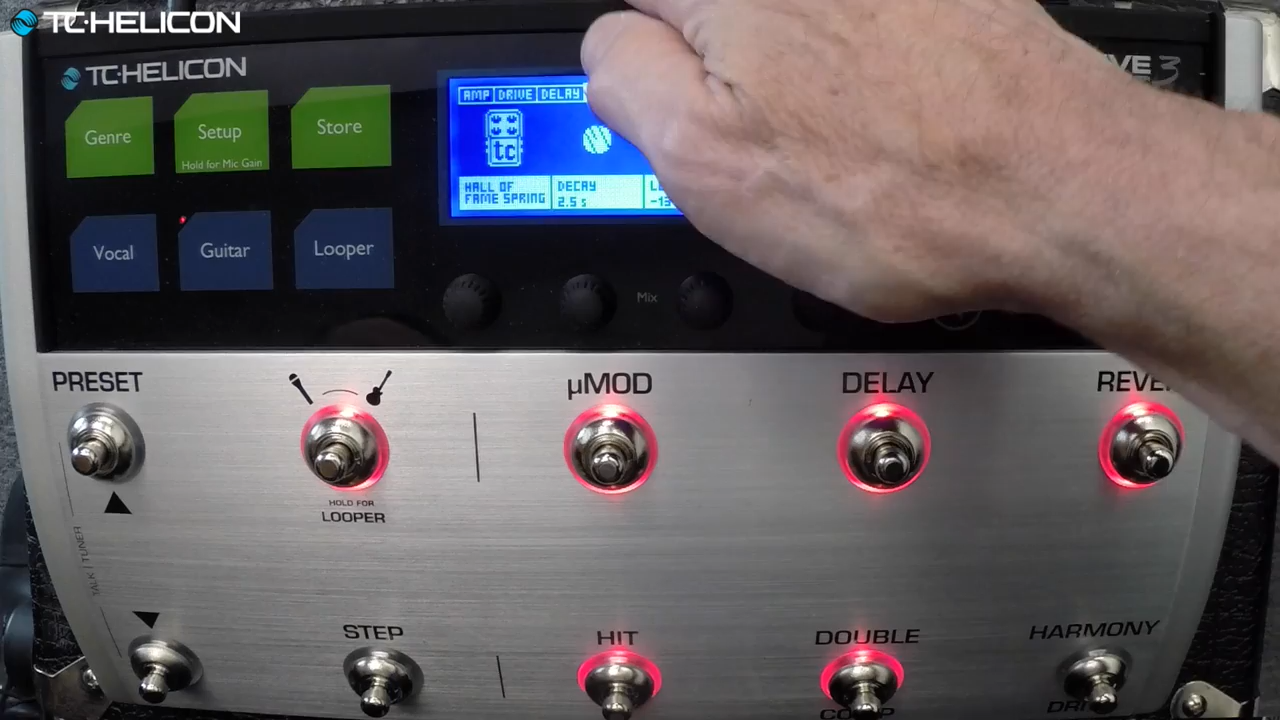 TC·HELICON
TC·HELICON
Genre
Setup
Hold for Mic Gain
Store
Vocal
Guitar
Looper
AMP DRIVE DELAY
tc
HALL OF
FAME SPRING
DECAY
2.5 s
Mix
3
PRESET
µMOD
DELAY
HOLD FOR
LOOPER
TALK | TUNER
STEP
HIT
DOUBLE
HARMONY